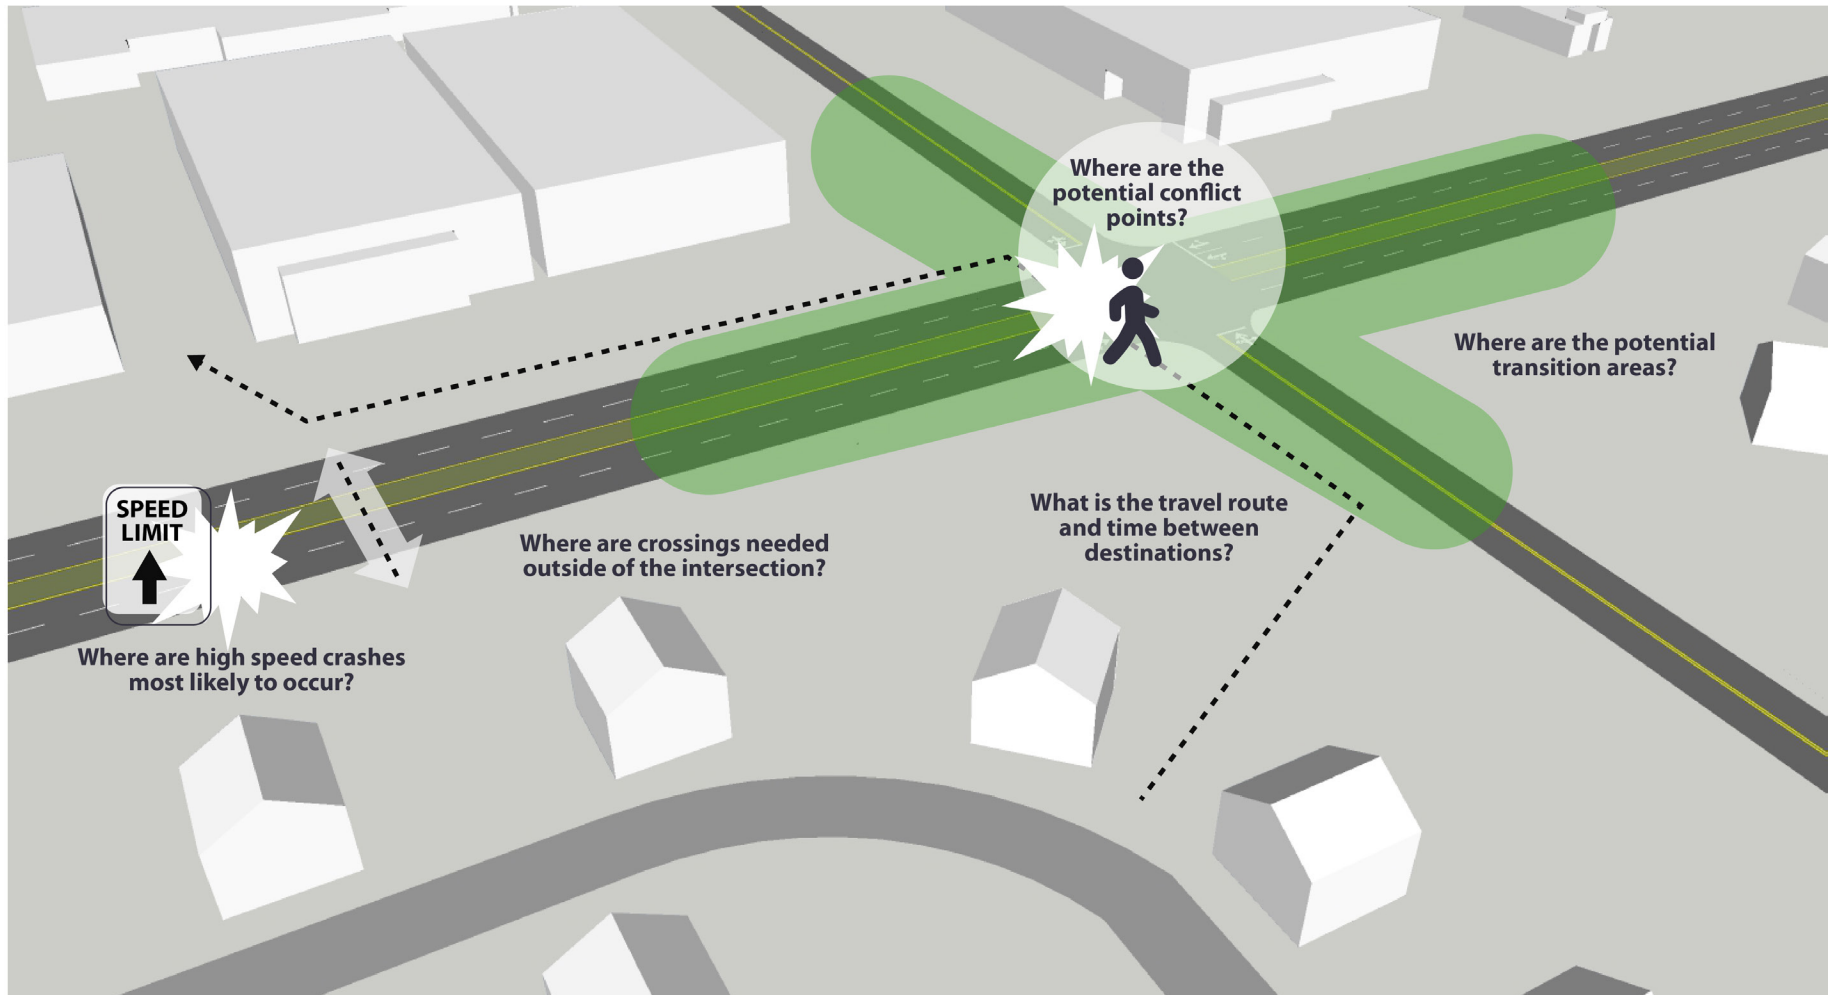 Where are the
potential conflict
points?
Where are the potential
transition areas?
SPEED
LIMIT
What is the travel route
and time between
destinations?
Where are crossings needed
outside of the intersection?
Where are high speed crashes
most likely to occur?